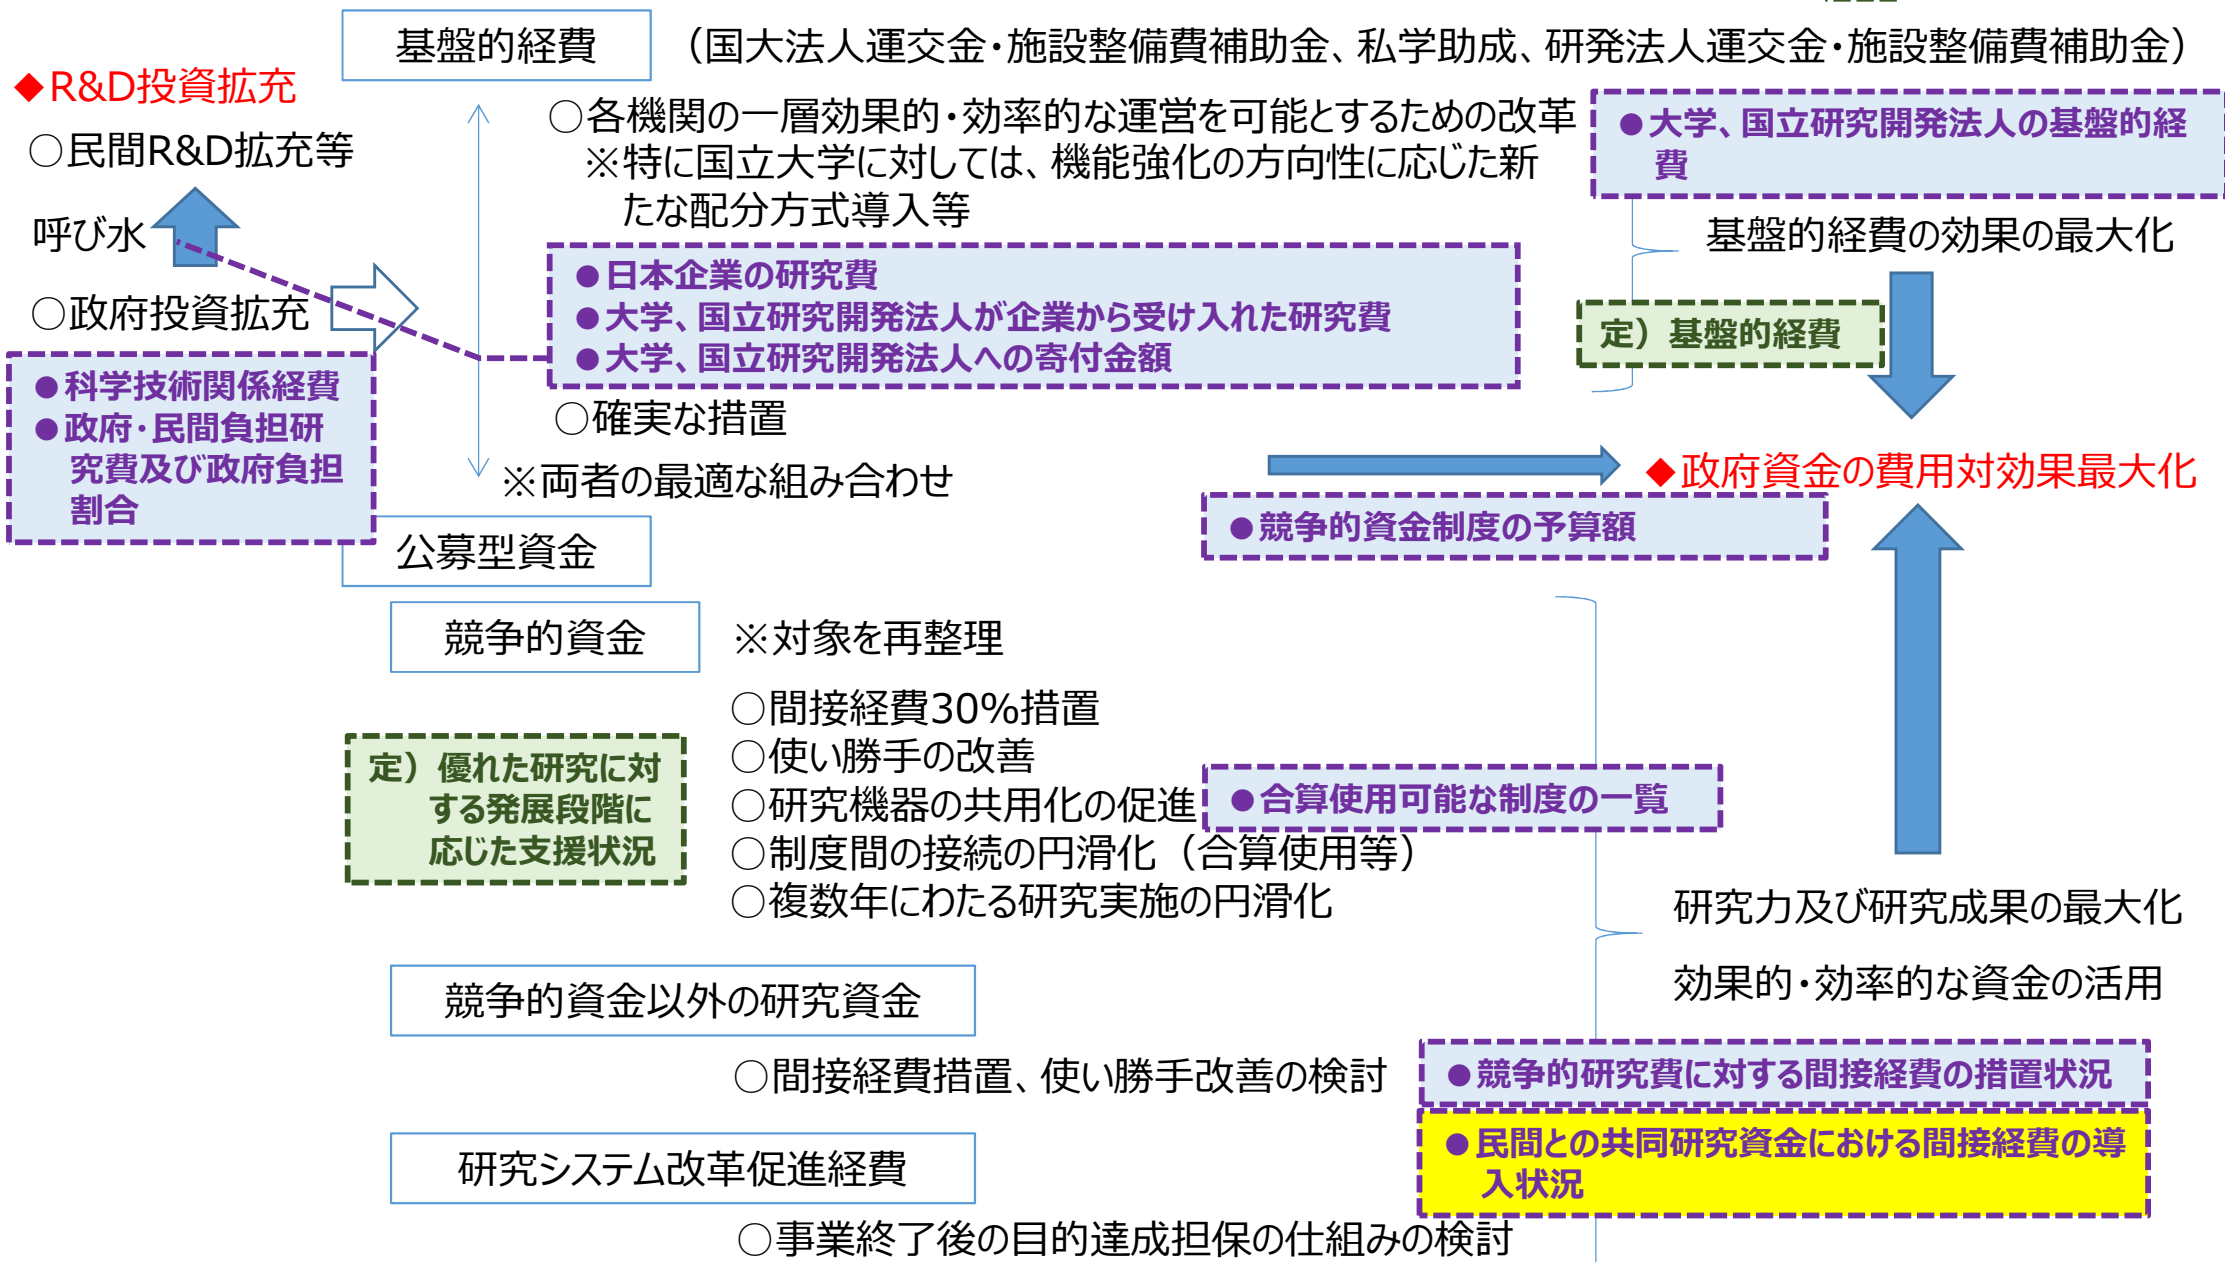 基盤的経費
（国大法人運交金・施設整備費補助金、私学助成、研発法人運交金・施設整備費補助金）
◆R&D投資拡充
○民間R&D拡充等
呼び水
○政府投資拡充
●科学技術関係経費
●政府・民間負担研
究費及び政府負担
割合
○各機関の一層効果的・効率的な運営を可能とするための改革
※特に国立大学に対しては、機能強化の方向性に応じた新
たな配分方式導入等
●大学、国立研究開発法人の基盤的経
費
基盤的経費の効果の最大化
●日本企業の研究費
●大学、国立研究開発法人が企業から受け入れた研究費
●大学、国立研究開発法人への寄付金額
定）基盤的経費
○確実な措置
※両者の最適な組み合わせ
◆政府資金の費用対効果最大化
●競争的資金制度の予算額
公募型資金
競争的資金
※対象を再整理
○間接経費30%措置
○使い勝手の改善
○研究機器の共用化の促進
○制度間の接続の円滑化（合算使用等）
○複数年にわたる研究実施の円滑化
定）優れた研究に対
する発展段階に
応じた支援状況
●合算使用可能な制度の一覧
研究力及び研究成果の最大化
効果的・効率的な資金の活用
競争的資金以外の研究資金
○間接経費措置、使い勝手改善の検討
●競争的研究費に対する間接経費の措置状況
●民間との共同研究資金における間接経費の導
入状況
研究システム改革促進経費
○事業終了後の目的達成担保の仕組みの検討